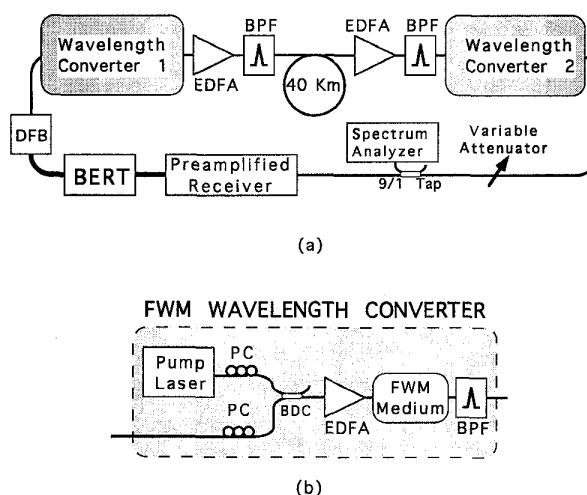 BPF
EDFA
BPF
Wavelength
Converter 1
EDFA
40 Km
Wavelength
Converter 2
DFB
Spectrum
Analyzer
Variable
Attenuator
BERT
Preamplified
Receiver
9/1 Tap
(a)
FWM WAVELENGTH CONVERTER
Pump
Laser
PC
PC
BDC
EDFA
FWM
Medium
BPF
(b)